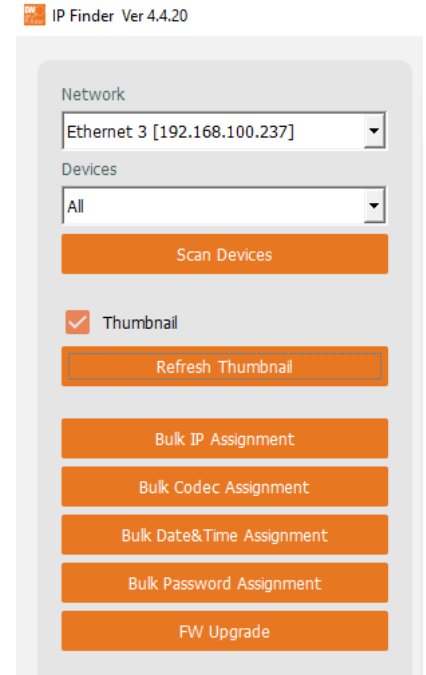 DW
IP Finder Ver 4.4.20
Network
Ethernet 3 [192.168.100.237]
Devices
All
Scan Devices
Thumbnail
Refresh Thumbnail
Bulk IP Assignment
Bulk Codec Assignment
Bulk Date&Time Assignment
Bulk Password Assignment
FW Upgrade